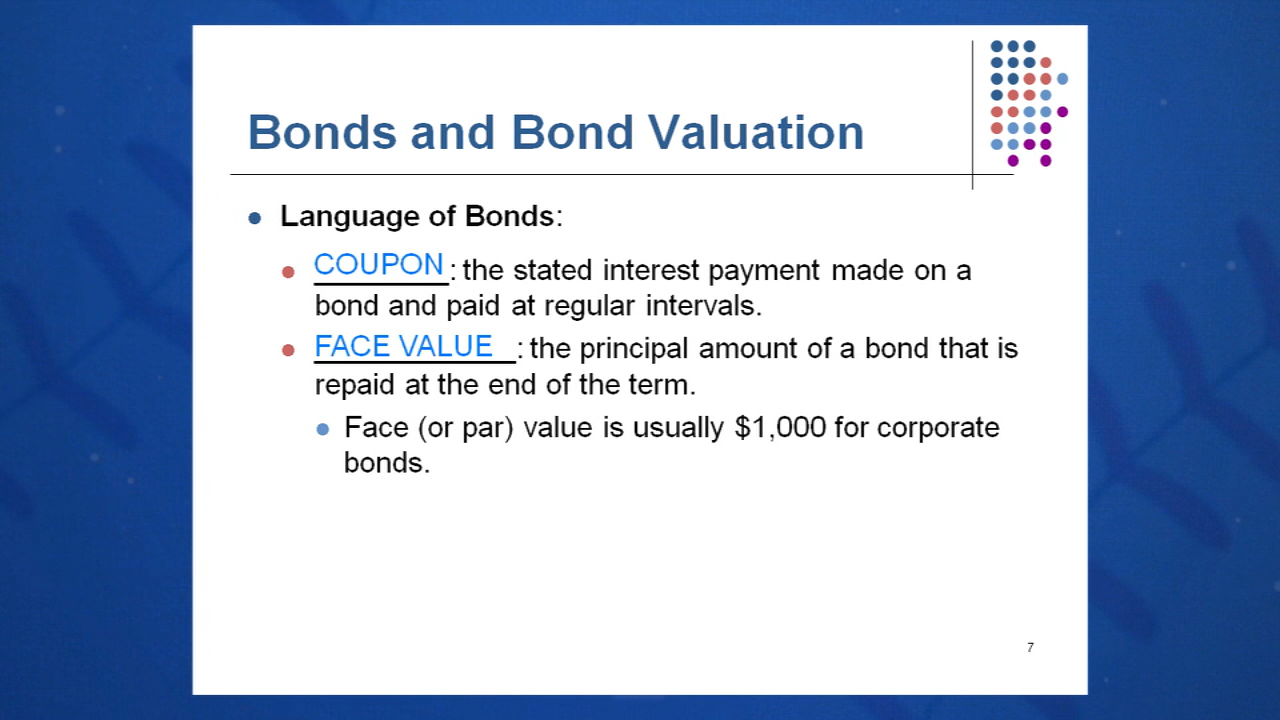 Bonds and Bond Valuation
Language of Bonds:
COUPON: the stated interest payment made on a
bond and paid at regular intervals.
FACE VALUE: the principal amount of a bond that is
repaid at the end of the term.
Face (or par) value is usually $1,000 for corporate
bonds.
7